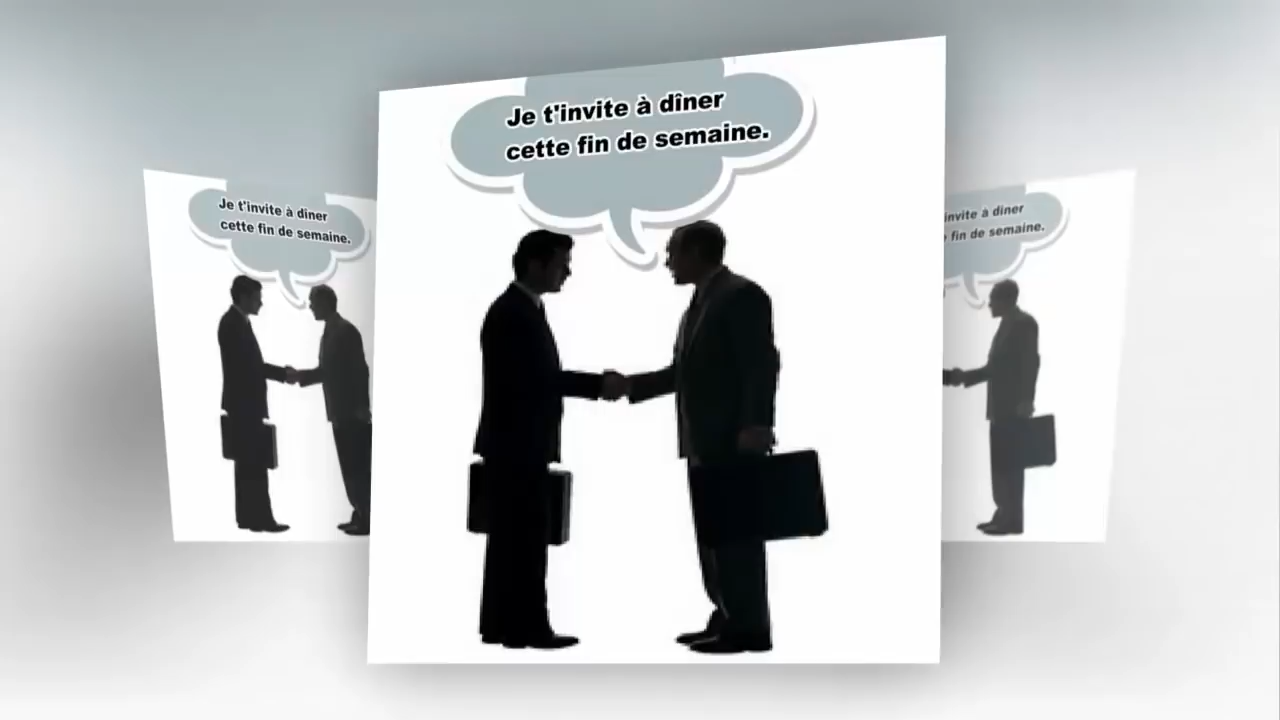 Je t'invite à dîner
cette fin de semaine.
Je t'invite à dîner
cette fin de semaine.
invite à dîner
fin de semaine.